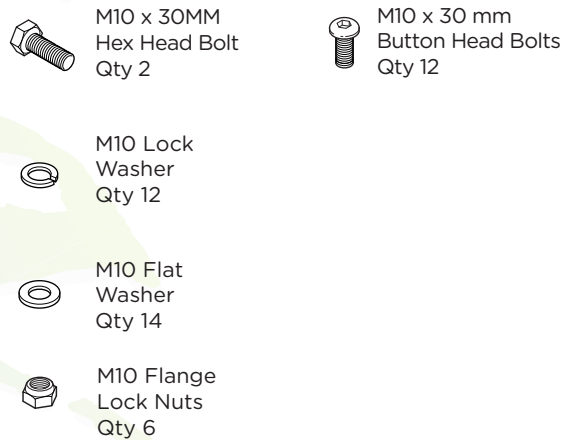 M10 x 30MM
Hex Head Bolt
Qty 2
M10 x 30 mm
Button Head Bolts
Qty 12
M10 Lock
Washer
Qty 12
M10 Flat
Washer
Qty 14
M10 Flange
Lock Nuts
Qty 6